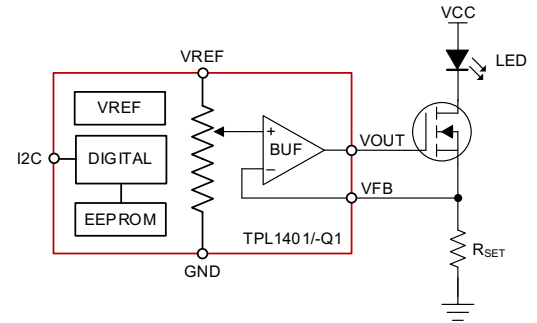 VCC
LED
VREF
VREF
I2C
DIGITAL
EEPROM
+
BUF
–
VOUT
VFB
TPL1401/-Q1
GND
RSET